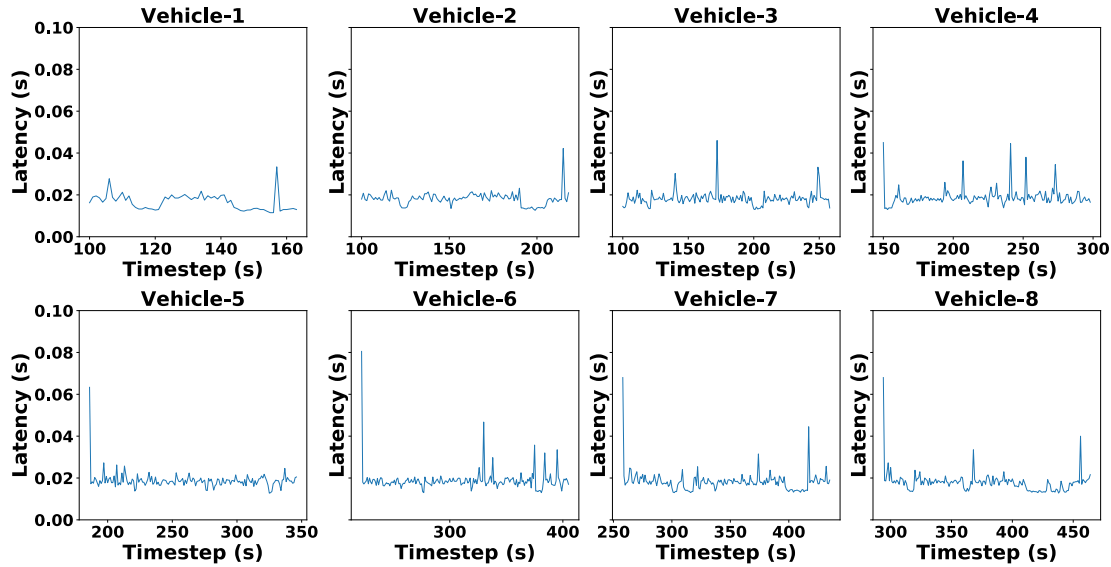 Vehicle-1 Vehicle-2 Vehicle-3 Vehicle-4
0.10
0.08
0.06
0.04
0.02
0.00
Latency (s) Latency (s) Latency (s) Latency (s)
100 120 140 160 100 150 200 100 150 200 250 150 200 250 300
Timestep (s) Timestep (s) Timestep (s) Timestep (s)
Vehicle-5 Vehicle-6 Vehicle-7 Vehicle-8
0.10
0.08
0.06
0.04
0.02
0.00
Latency (s) Latency (s) Latency (s) Latency (s)
200 250 300 350 300 400 250 300 350 400 300 350 400 450
Timestep (s) Timestep (s) Timestep (s) Timestep (s)